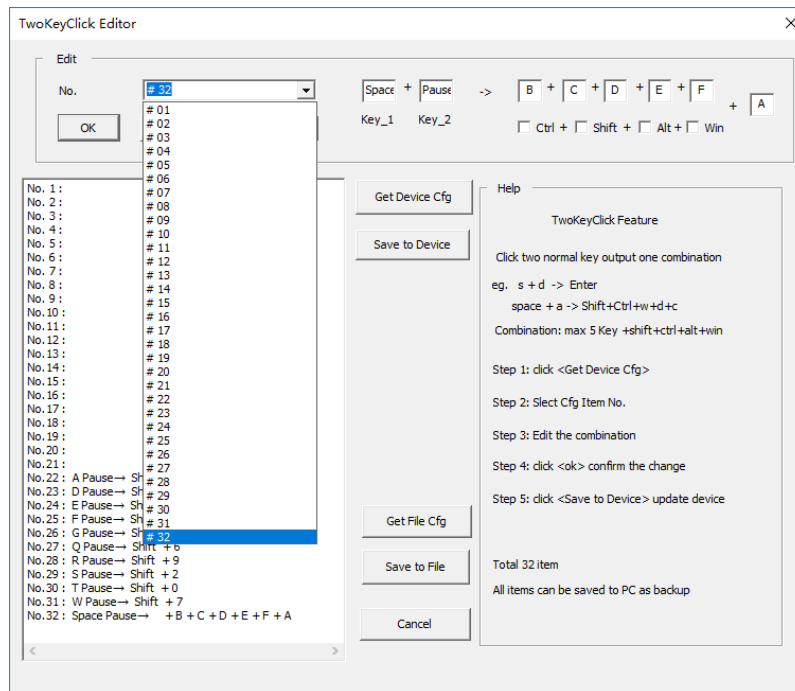 TwoKeyClick Editor
Edit
No.
# 32
Space + Pause -> B + C + D + E + F + A
OK
Key_1 Key_2
Ctrl + Shift + Alt + Win
# 01
# 02
# 03
# 04
# 05
# 06
# 07
# 08
# 09
# 10
# 11
# 12
# 13
# 14
# 15
# 16
# 17
# 18
# 19
# 20
# 21
# 22
# 23
# 24
# 25
# 26
# 27
# 28
# 29
# 30
# 31
# 32
No. 1 :
No. 2 :
No. 3 :
No. 4 :
No. 5 :
No. 6 :
No. 7 :
No. 8 :
No. 9 :
No.10 :
No.11 :
No.12 :
No.13 :
No.14 :
No.15 :
No.16 :
No.17 :
No.18 :
No.19 :
No.20 :
No.21 :
No.22 : A Pause→ Sh
No.23 : D Pause→ Sh
No.24 : E Pause→ Sh
No.25 : F Pause→ Sh
No.26 : G Pause→ Sh
No.27 : Q Pause→ Shift + 6
No.28 : R Pause→ Shift + 9
No.29 : S Pause→ Shift + 2
No.30 : T Pause→ Shift + 0
No.31 : W Pause→ Shift + 7
No.32 : Space Pause→ + B + C + D + E + F + A
Get Device Cfg
Save to Device
Get File Cfg
Save to File
Cancel
Help
TwoKeyClick Feature
Click two normal key output one combination
eg. s + d -> Enter
space + a -> Shift+Ctrl+w+d+c
Combination: max 5 Key +shift+ctrl+alt+win
Step 1: click <Get Device Cfg>
Step 2: Slect Cfg Item No.
Step 3: Edit the combination
Step 4: click <ok> confirm the change
Step 5: click <Save to Device> update device
Total 32 item
All items can be saved to PC as backup